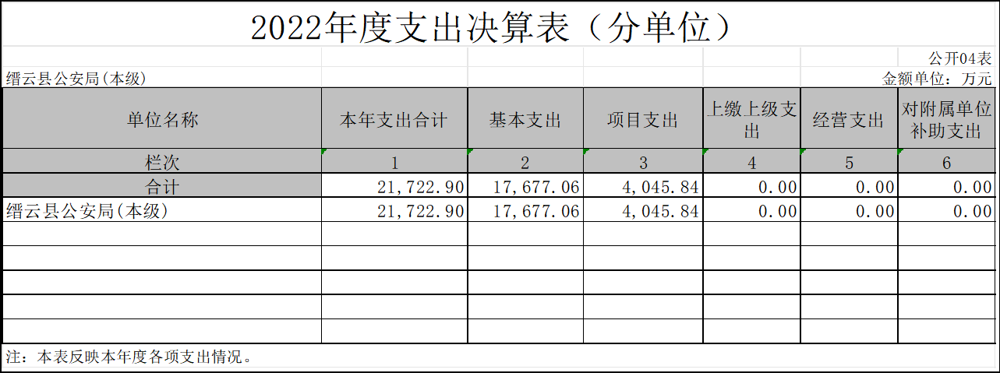 2022年度支出决算表（分单位）
公开04表
缙云县公安局(本级)
金额单位：万元
单位名称 本年支出合计 基本支出 项目支出 上缴上级支出 经营支出 对附属单位补助支出
栏次 1 2 3 4 5 6
合计 21,722.90 17,677.06 4,045.84 0.00 0.00 0.00
缙云县公安局(本级) 21,722.90 17,677.06 4,045.84 0.00 0.00 0.00
注：本表反映本年度各项支出情况。